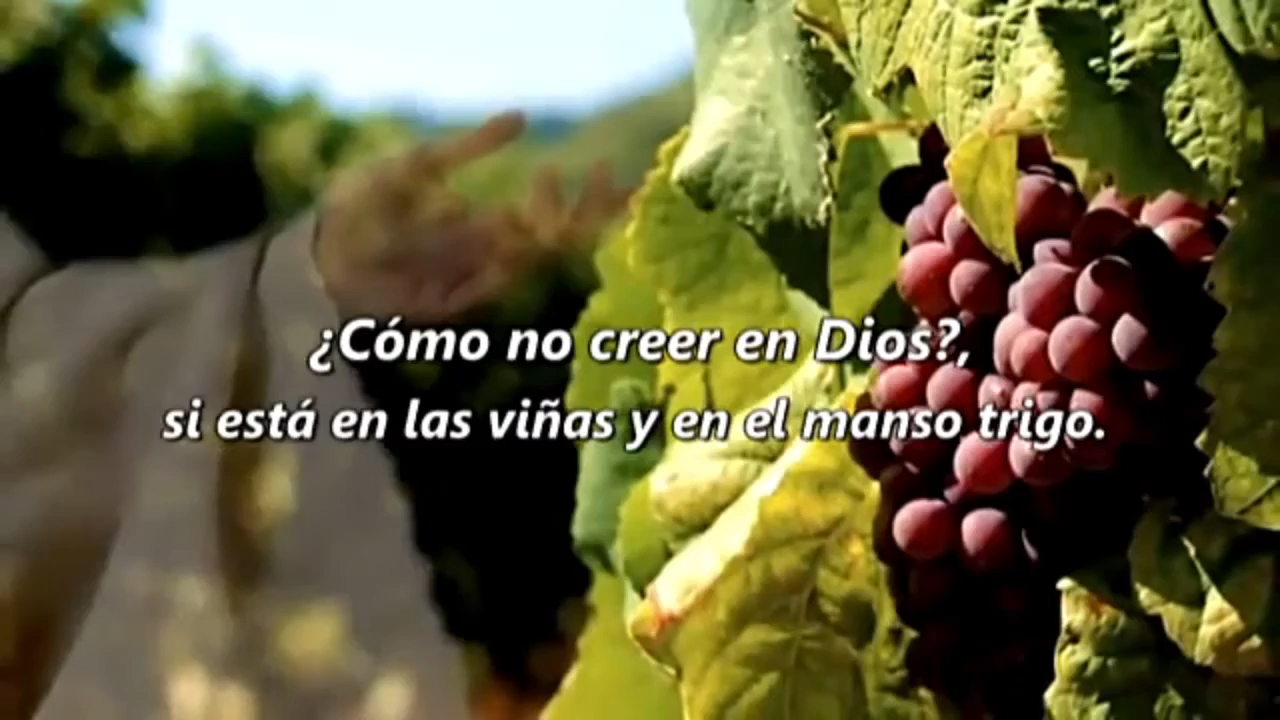 ¿Cómo no creer en Dios?,
si está en las viñas y en el manso trigo.